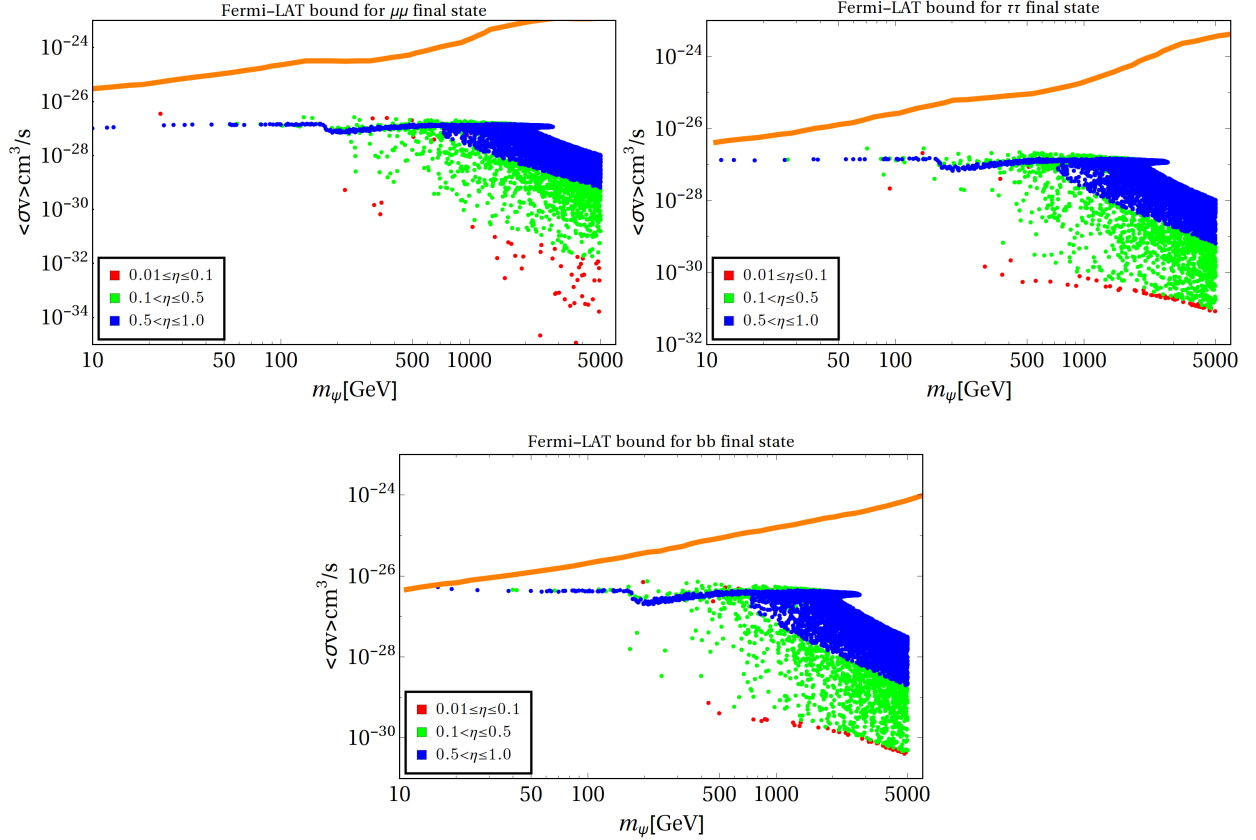 Fermi–LAT bound for μμ final state
<σv>cm³/s
10⁻²⁴
10⁻²⁶
10⁻²⁸
10⁻³⁰
10⁻³²
10⁻³⁴
0.01≤η≤0.1
0.1<η≤0.5
0.5<η≤1.0
10 50 100 500 1000 5000
m_ψ[GeV]
Fermi–LAT bound for ττ final state
<σv>cm³/s
10⁻²⁴
10⁻²⁶
10⁻²⁸
10⁻³⁰
10⁻³²
0.01≤η≤0.1
0.1<η≤0.5
0.5<η≤1.0
10 50 100 500 1000 5000
m_ψ[GeV]
Fermi–LAT bound for bb final state
<σv>cm³/s
10⁻²⁴
10⁻²⁶
10⁻²⁸
10⁻³⁰
0.01≤η≤0.1
0.1<η≤0.5
0.5<η≤1.0
10 50 100 500 1000 5000
m_ψ[GeV]